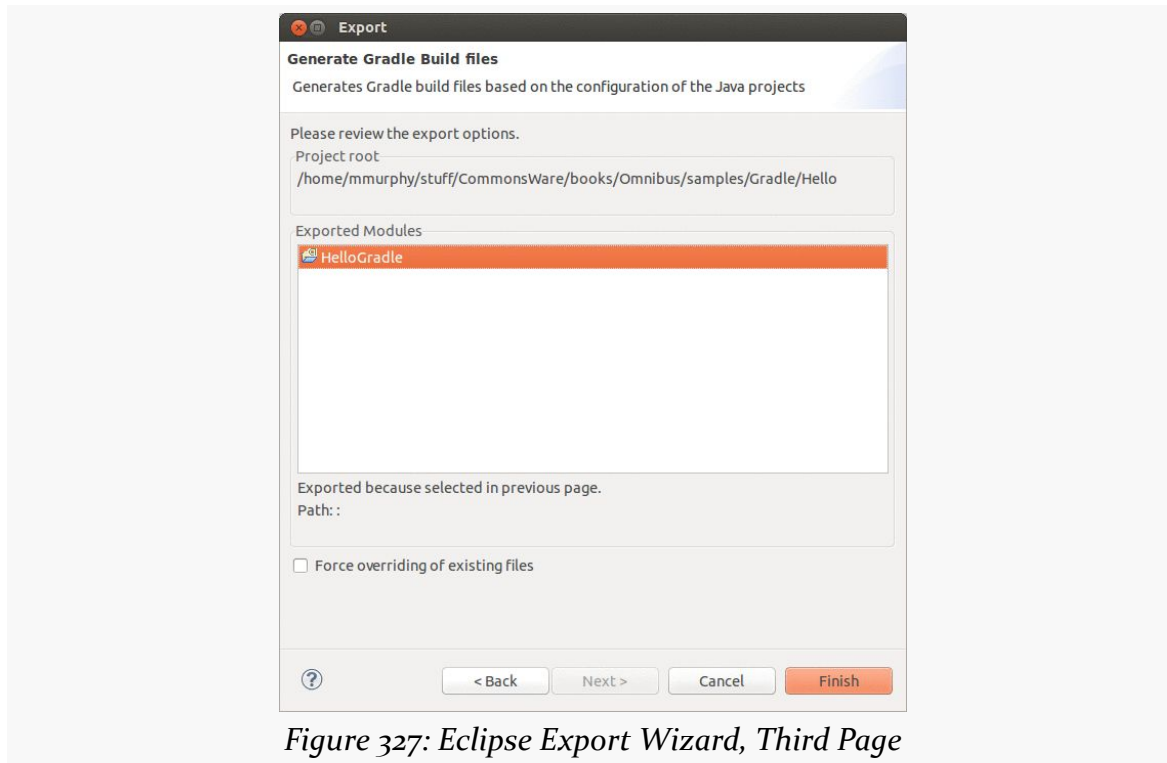 Export
Generate Gradle Build files
Generates Gradle build files based on the configuration of the Java projects
Please review the export options.
Project root
/home/mmurphy/stuff/CommonsWare/books/Omnibus/samples/Gradle/Hello
Exported Modules
HelloGradle
Exported because selected in previous page.
Path: :
Force overriding of existing files
? < Back Next > Cancel Finish
Figure 327: Eclipse Export Wizard, Third Page